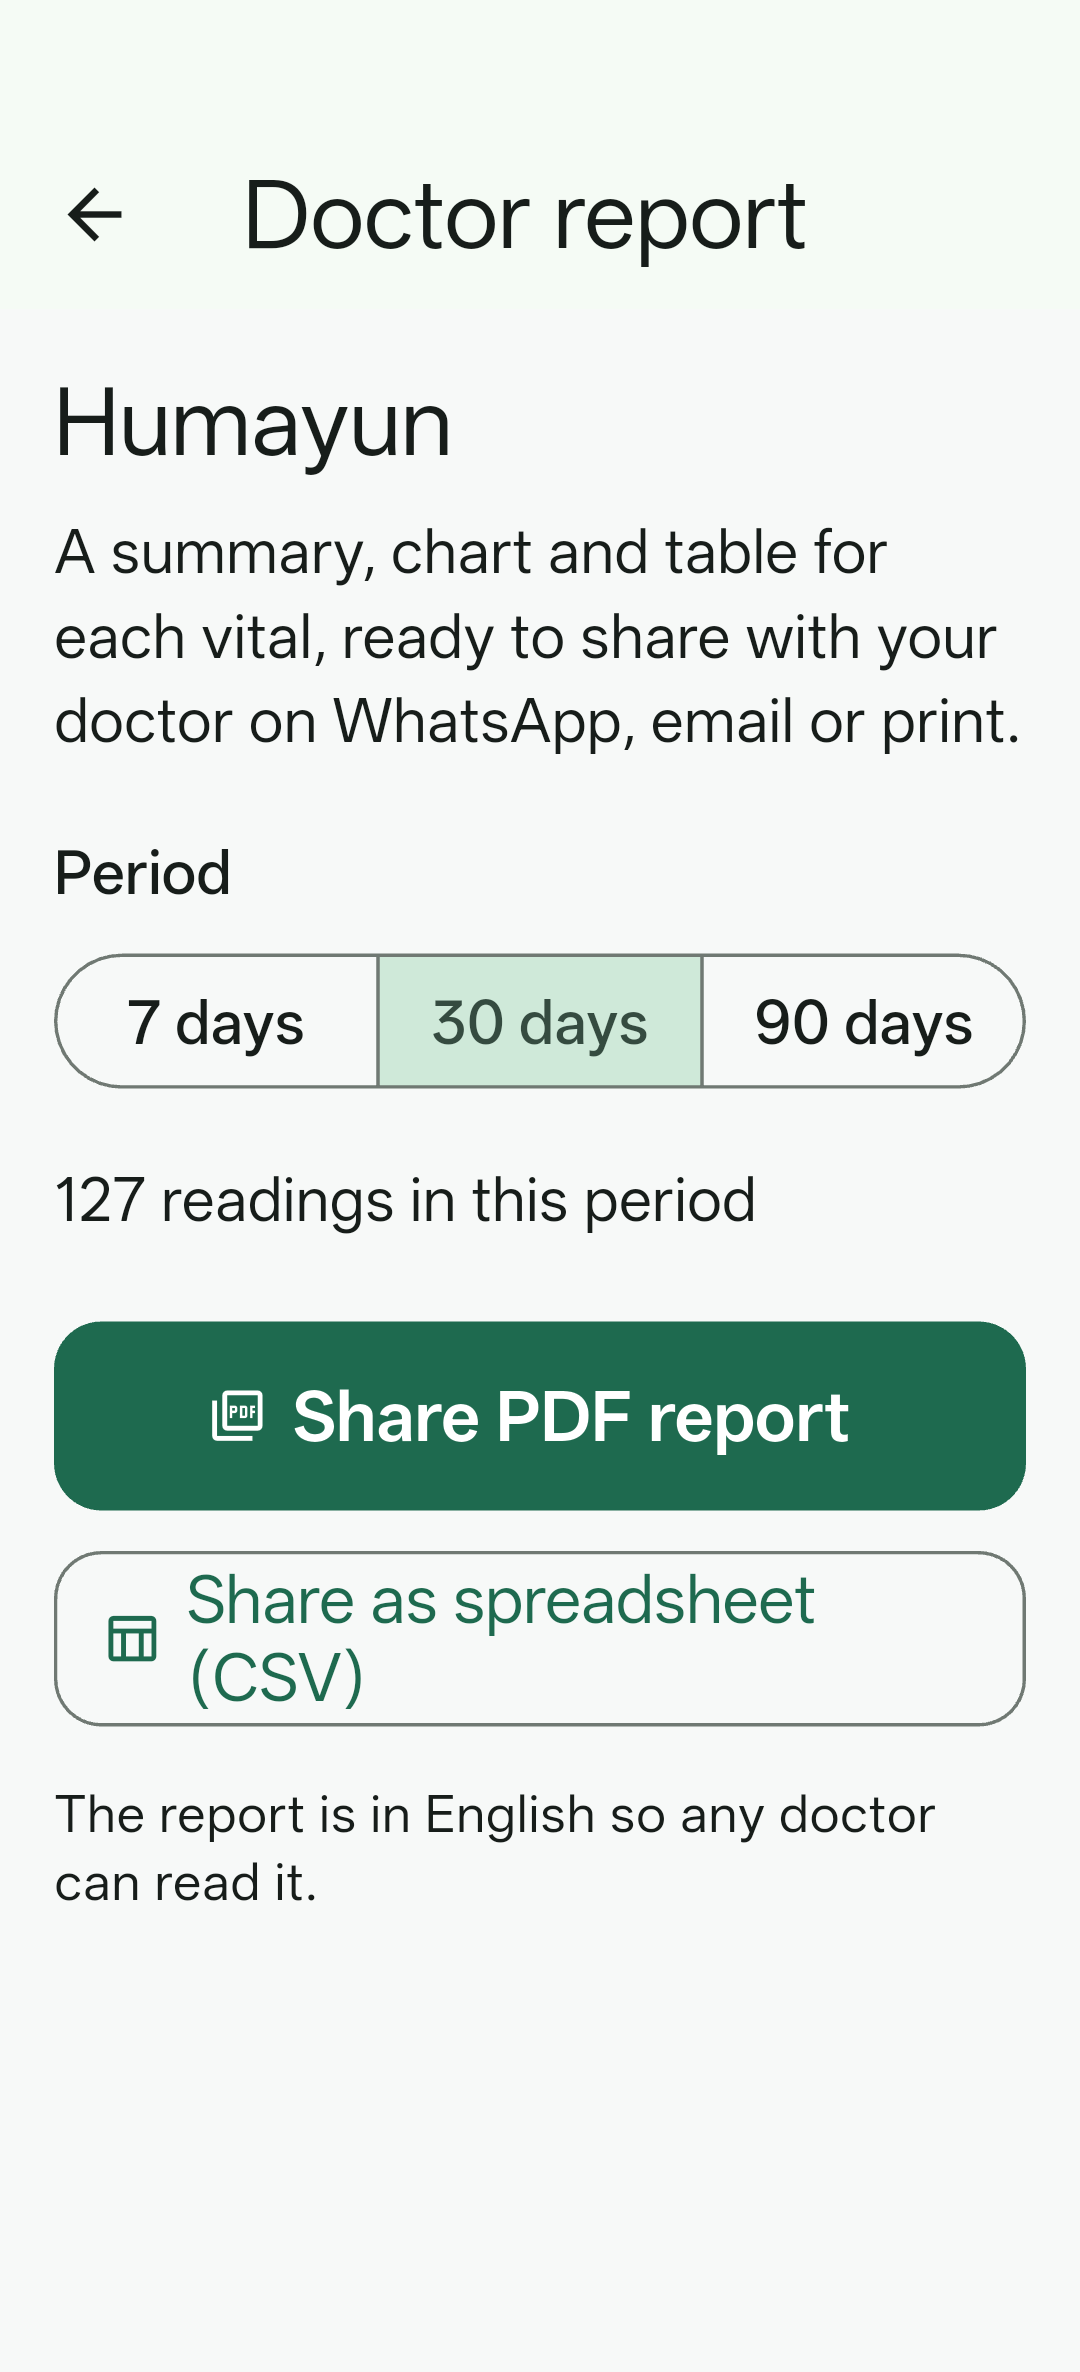 Doctor report
Humayun
A summary, chart and table for
each vital, ready to share with your
doctor on WhatsApp, email or print.
Period
7 days 30 days 90 days
127 readings in this period
PDF Share PDF report
Share as spreadsheet
(CSV)
The report is in English so any doctor
can read it.